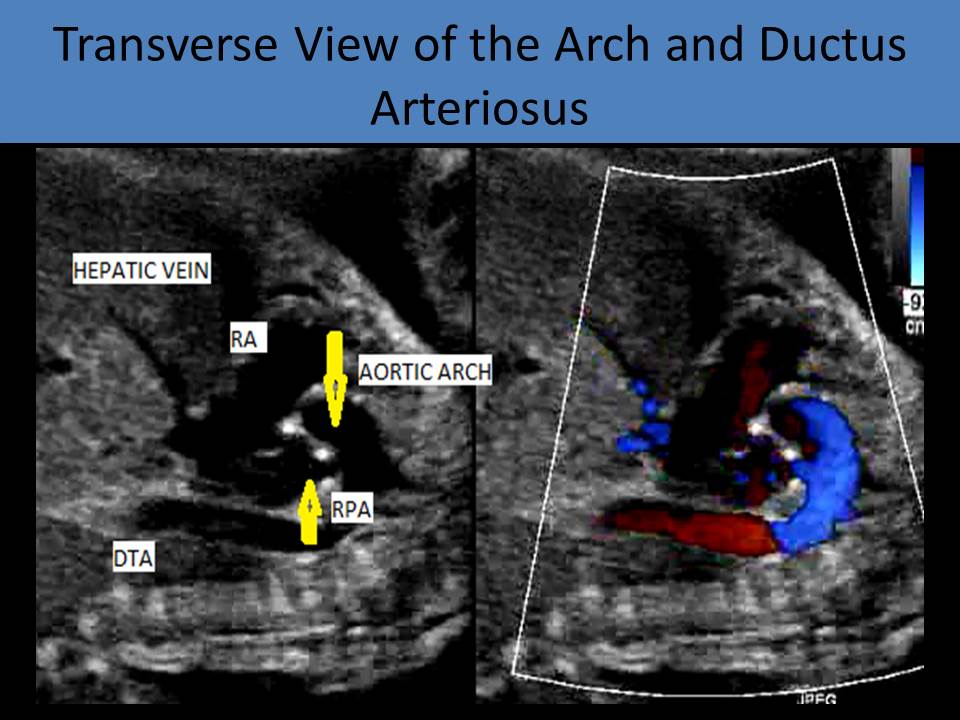 Transverse View of the Arch and Ductus
Arteriosus
HEPATIC VEIN
RA
AORTIC ARCH
RPA
DTA
JPEG